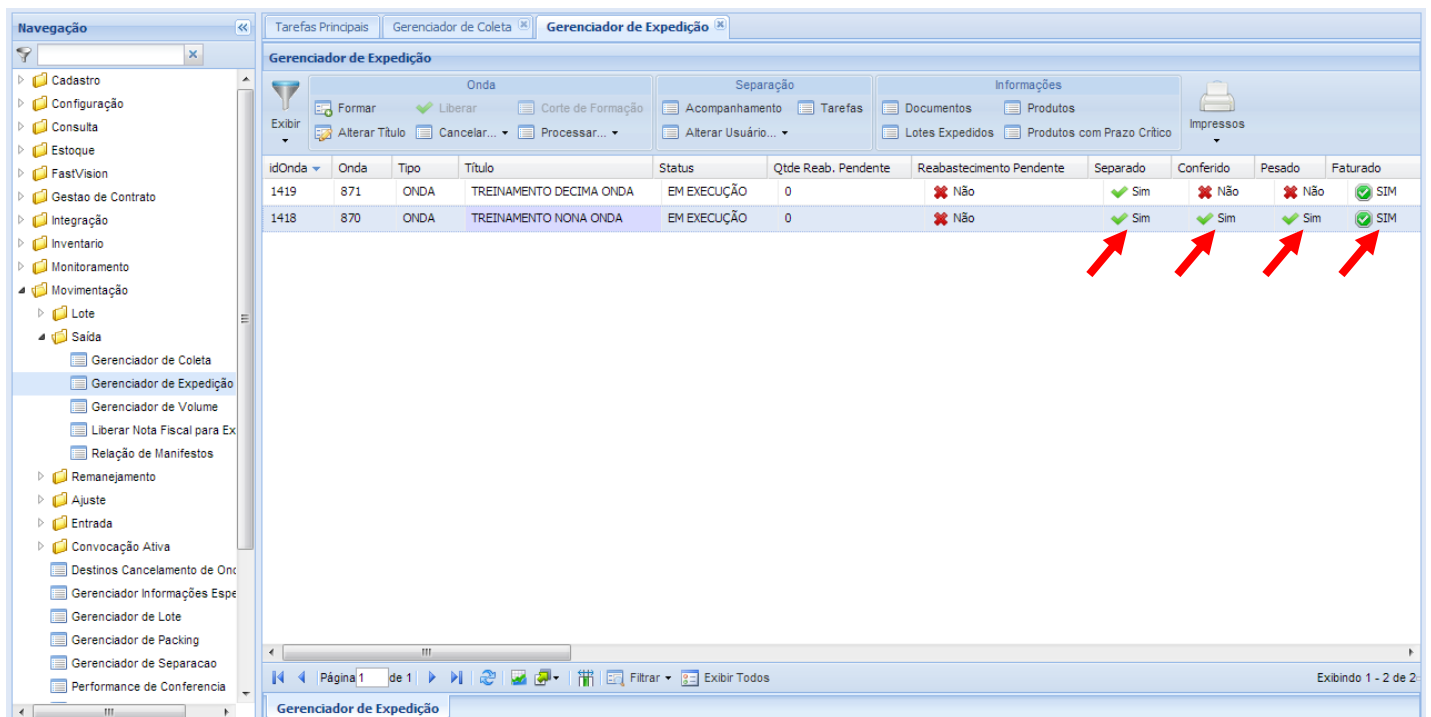 Navegação
Cadastro
Configuração
Consulta
Estoque
FastVision
Gestao de Contrato
Integração
Inventario
Monitoramento
Movimentação
Lote
Saída
Gerenciador de Coleta
Gerenciador de Expedição
Gerenciador de Volume
Liberar Nota Fiscal para Ex
Relação de Manifestos
Remanejamento
Ajuste
Entrada
Convocação Ativa
Destinos Cancelamento de Ond
Gerenciador Informações Espe
Gerenciador de Lote
Gerenciador de Packing
Gerenciador de Separacao
Performance de Conferencia
Tarefas Principais Gerenciador de Coleta Gerenciador de Expedição
Gerenciador de Expedição
Onda Separação Informações
Exibir Formar Liberar Corte de Formação Acompanhamento Tarefas Documentos Produtos Impressos
Alterar Título Cancelar... Processar... Alterar Usuário... Lotes Expedidos Produtos com Prazo Crítico
idOnda Onda Tipo Título Status Qtde Reab. Pendente Reabastecimento Pendente Separado Conferido Pesado Faturado
1419 871 ONDA TREINAMENTO DECIMA ONDA EM EXECUÇÃO 0 Não Sim Não Não SIM
1418 870 ONDA TREINAMENTO NONA ONDA EM EXECUÇÃO 0 Não Sim Sim Sim SIM
Página 1 de 1 Filtrar Exibir Todos Exibindo 1 - 2 de 2
Gerenciador de Expedição